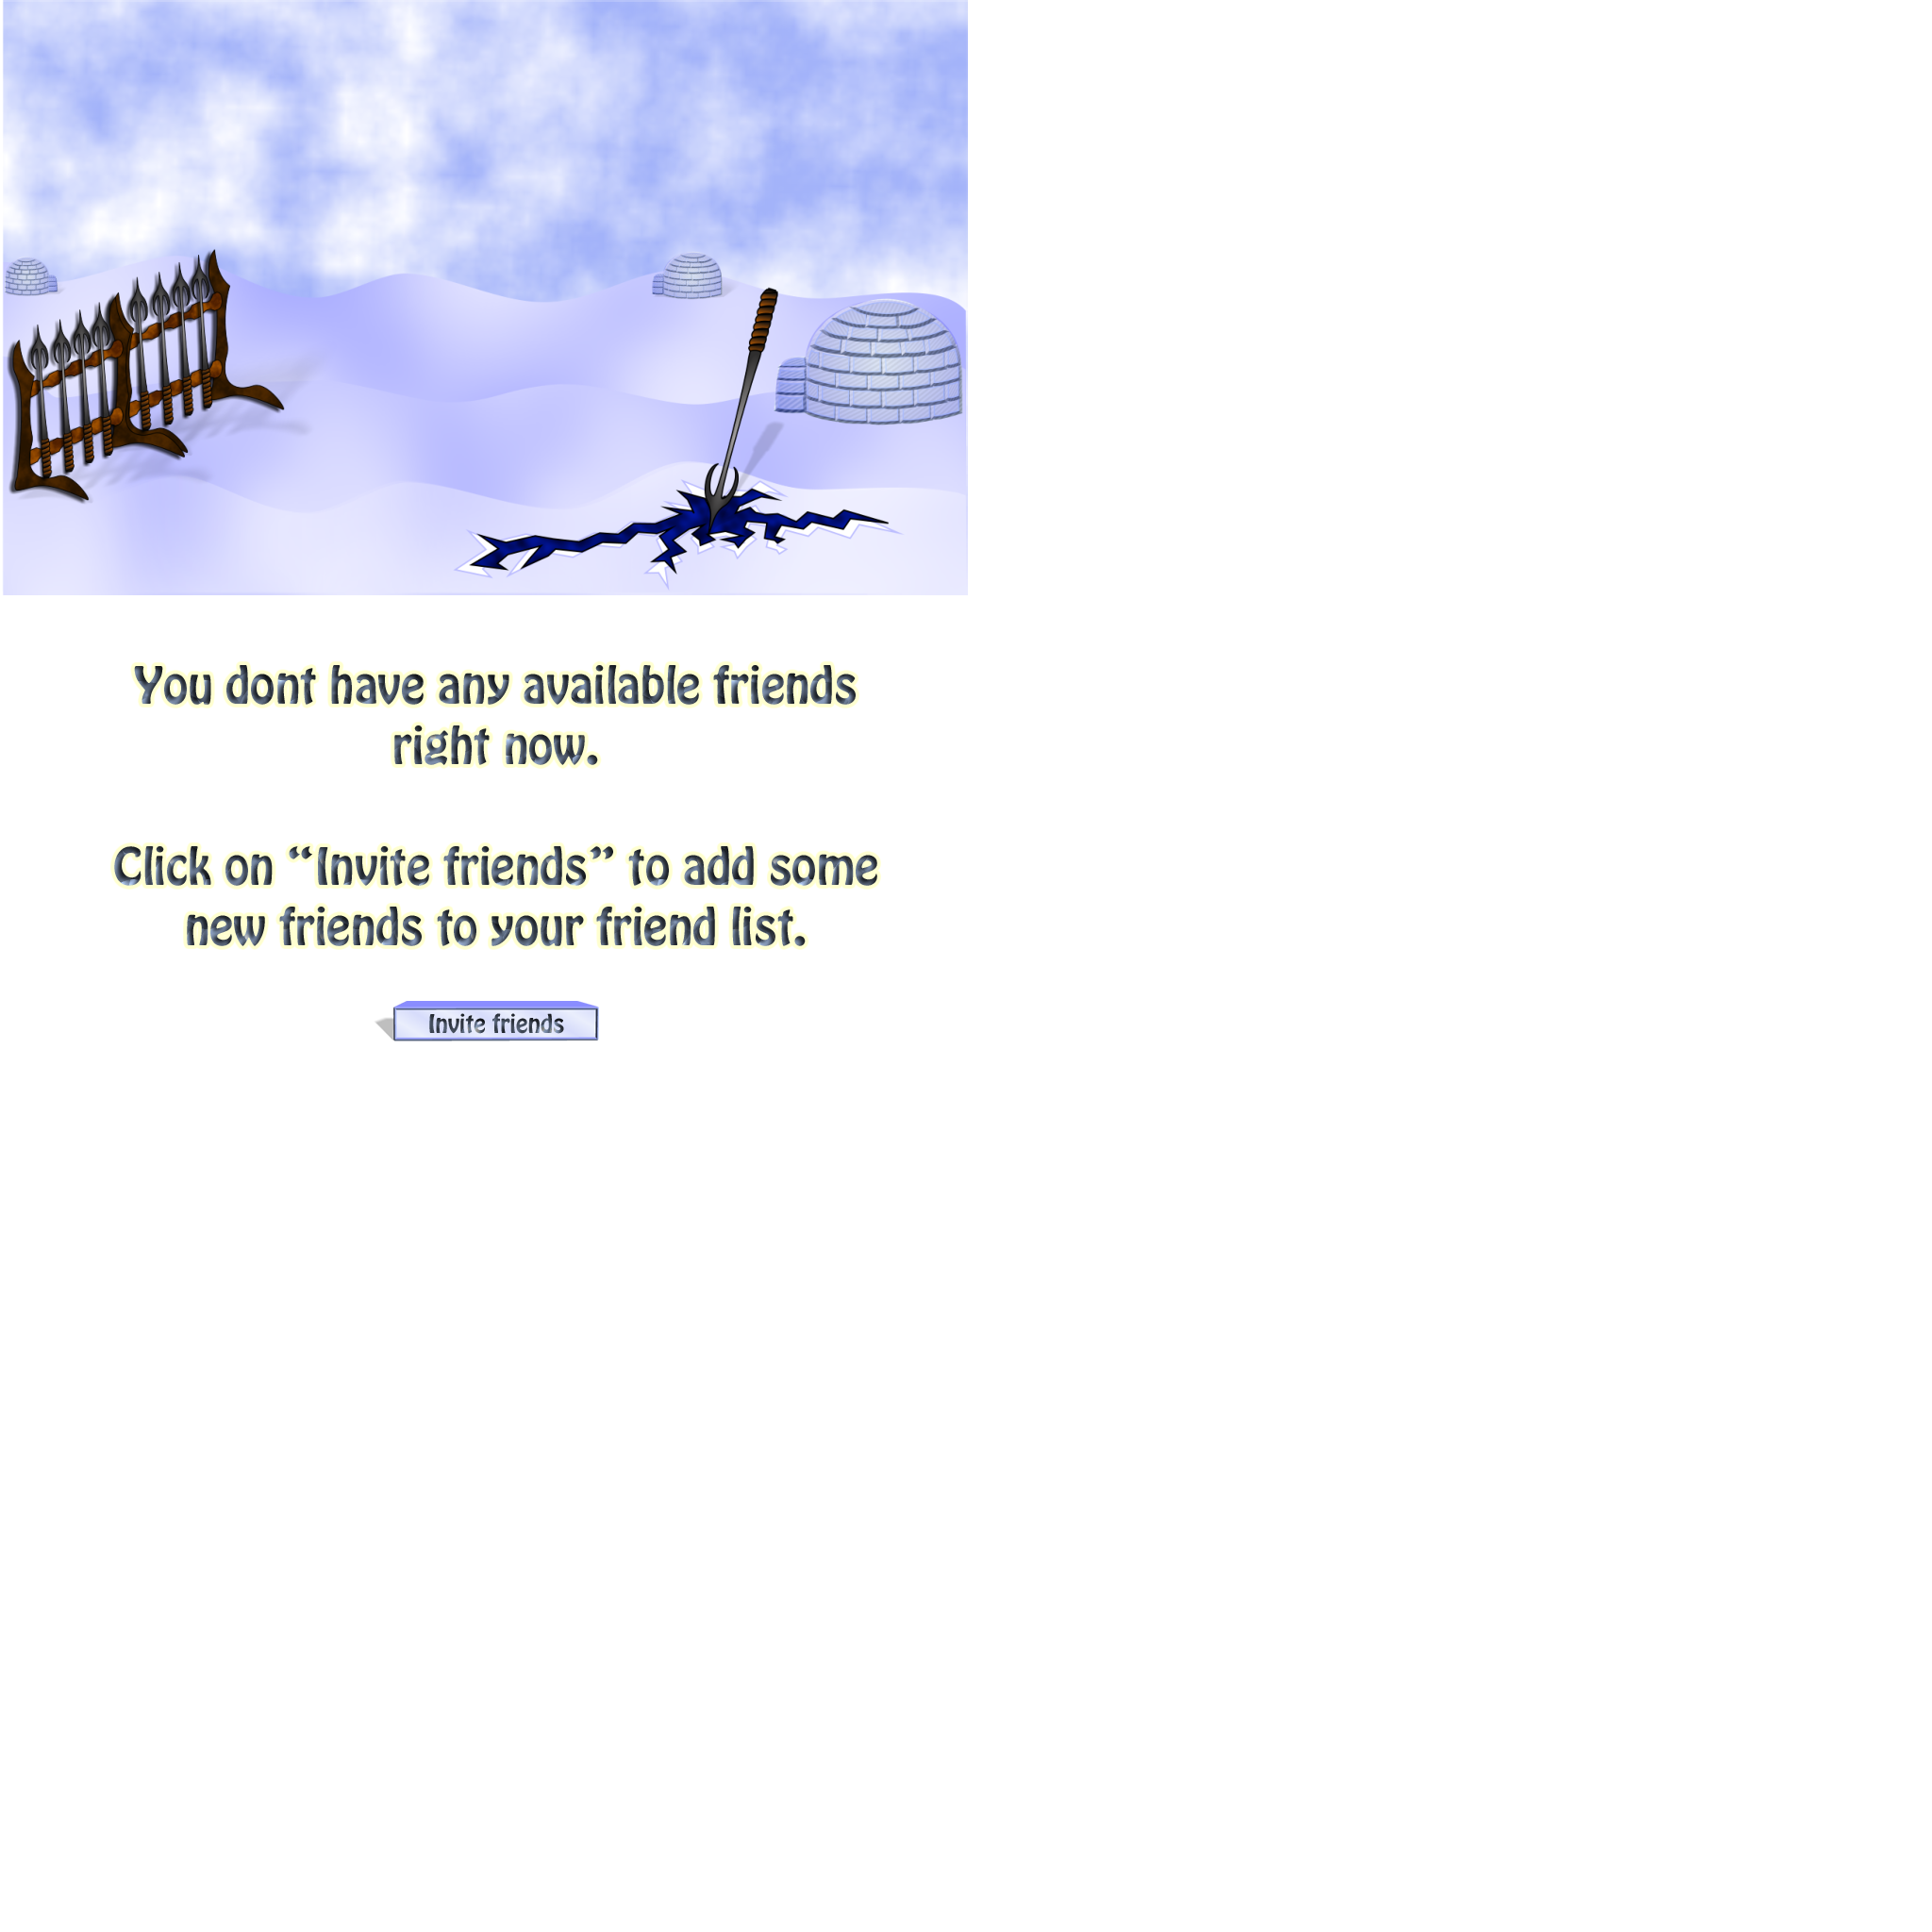 You dont have any available friends
right now.
Click on “Invite friends” to add some
new friends to your friend list.
Invite friends